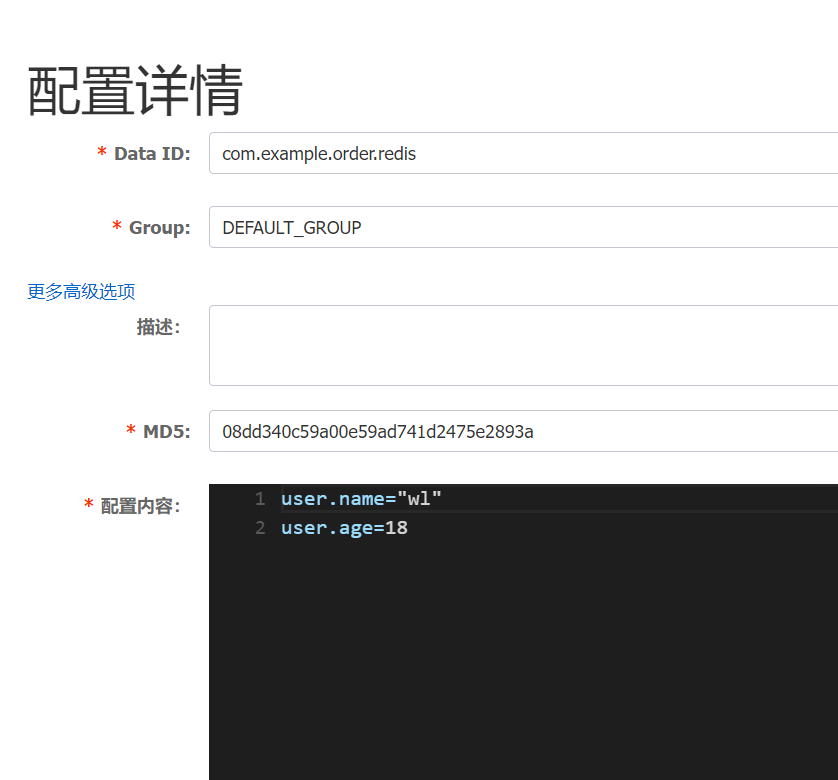 配置详情
* Data ID: com.example.order.redis
* Group: DEFAULT_GROUP
更多高级选项
描述:
* MD5: 08dd340c59a00e59ad741d2475e2893a
* 配置内容: 1 user.name="wl"
2 user.age=18